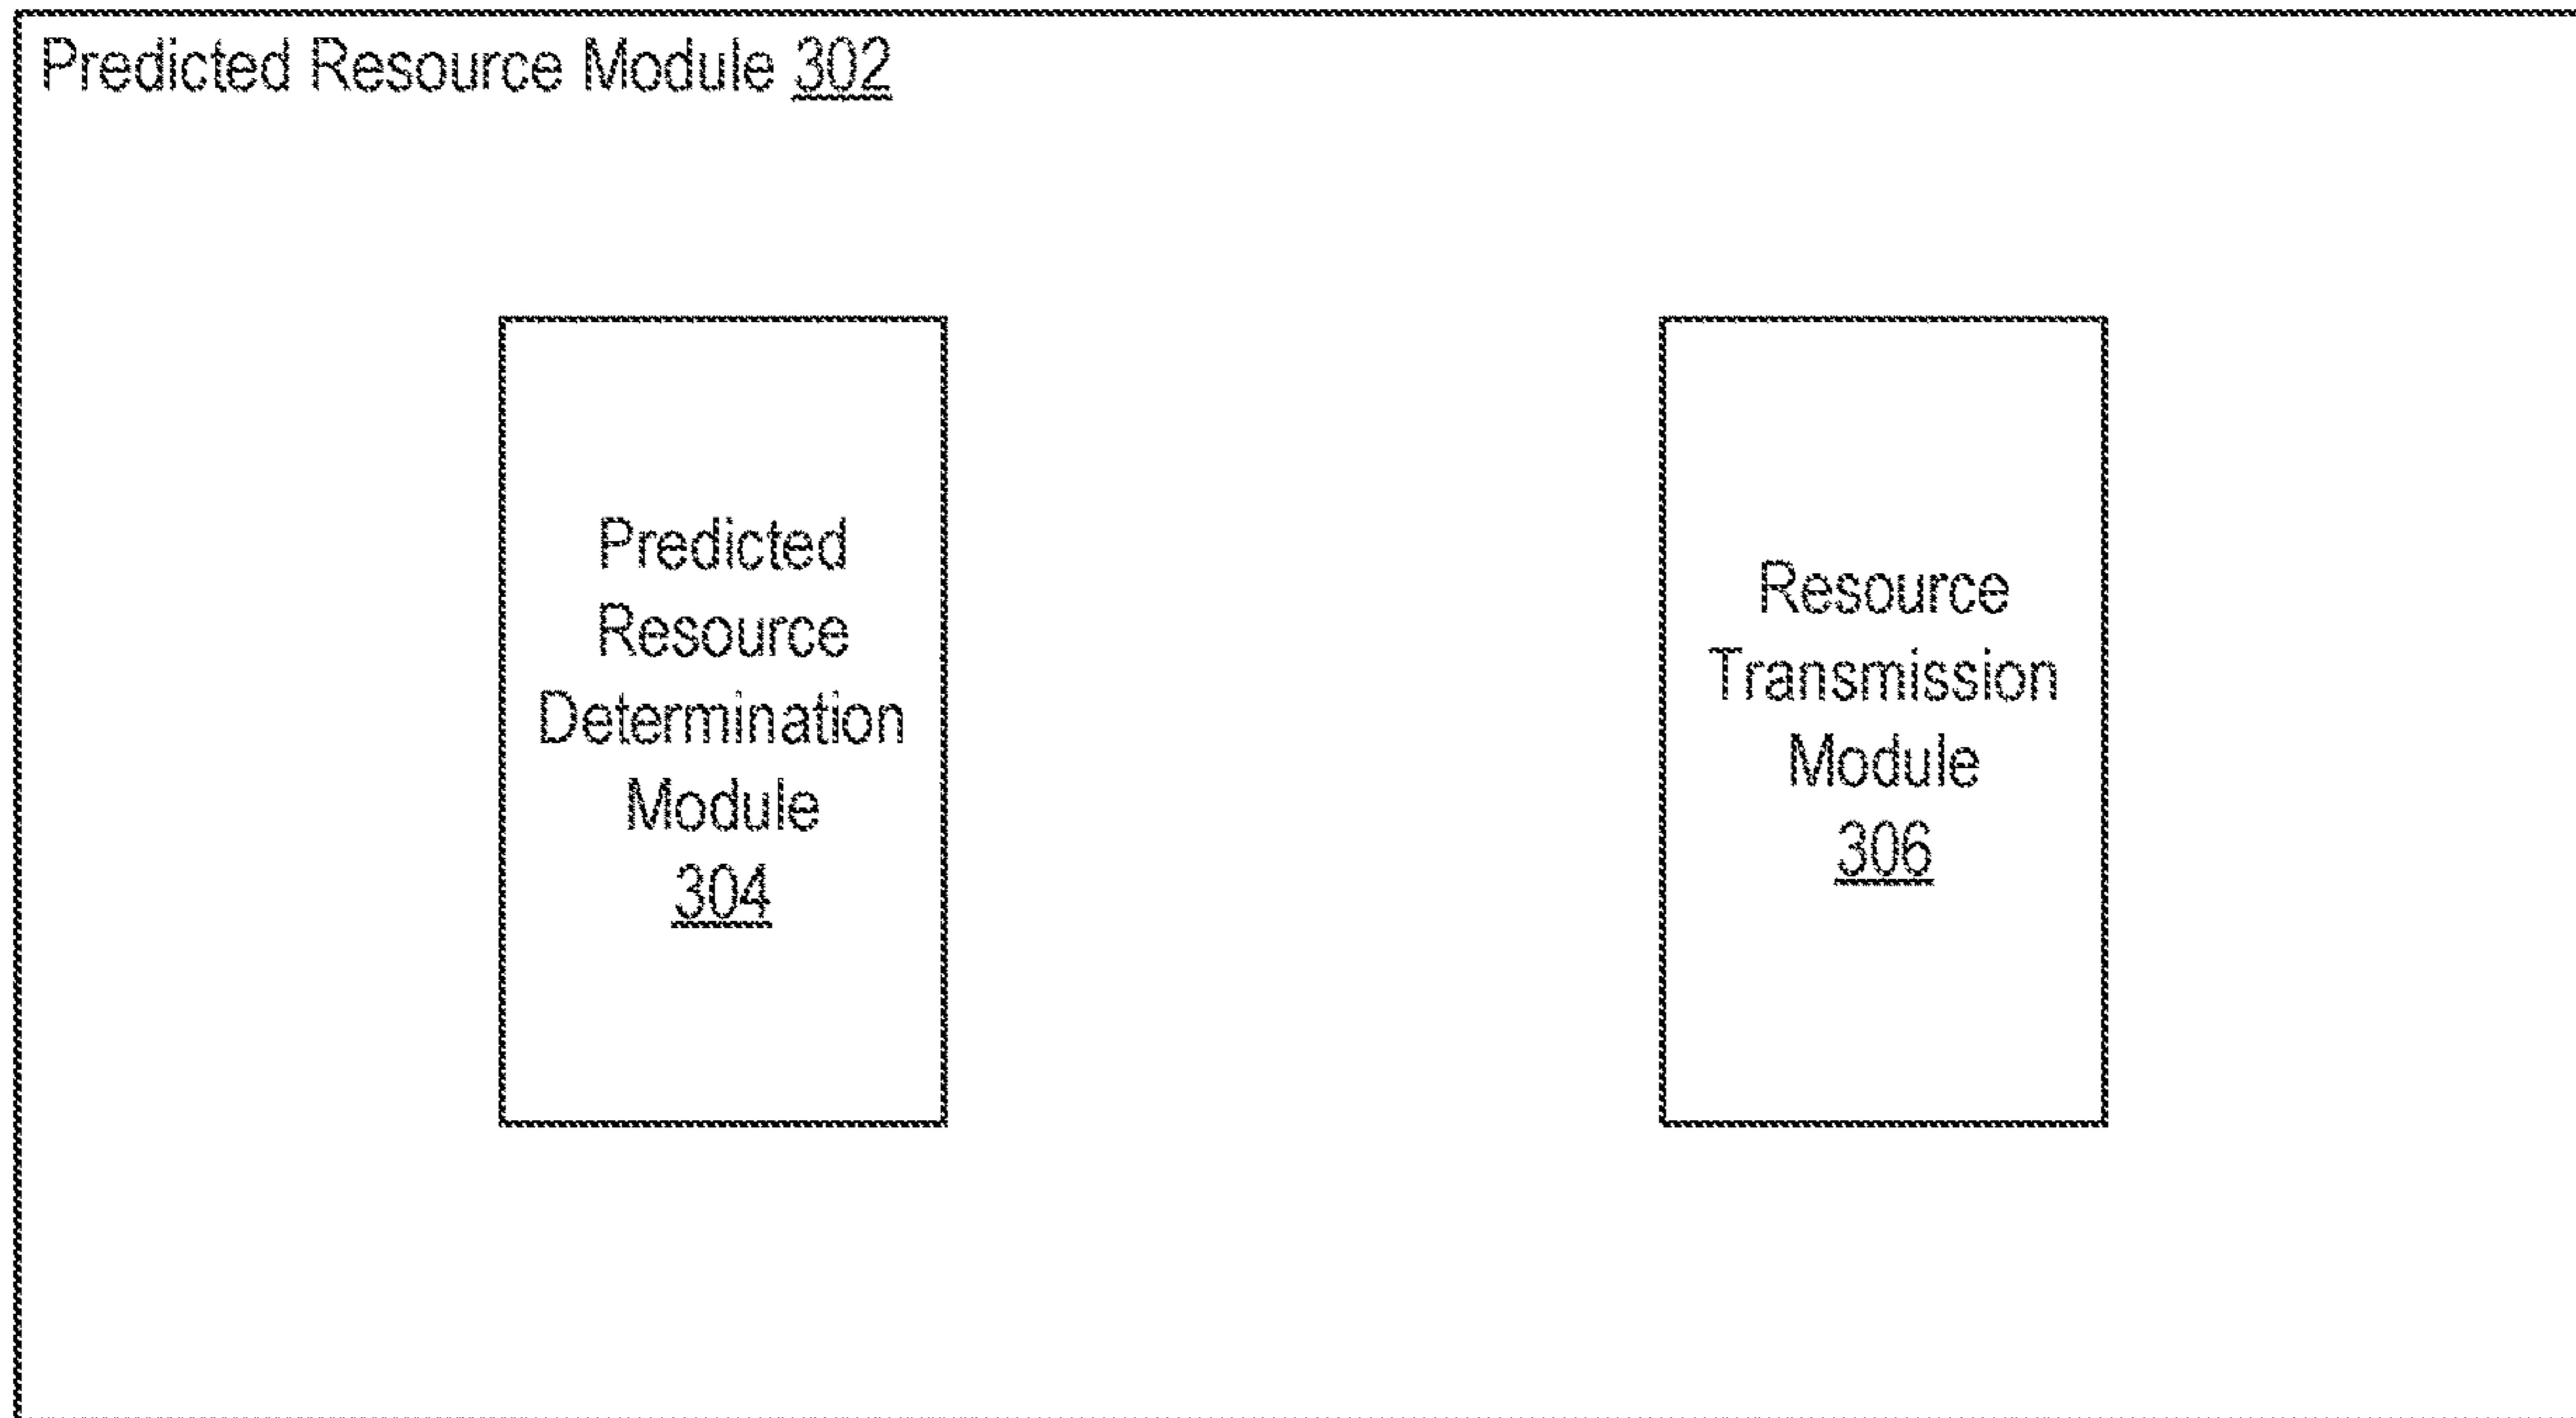 Predicted Resource Module 302
Predicted
Resource
Determination
Module
304
Resource
Transmission
Module
306